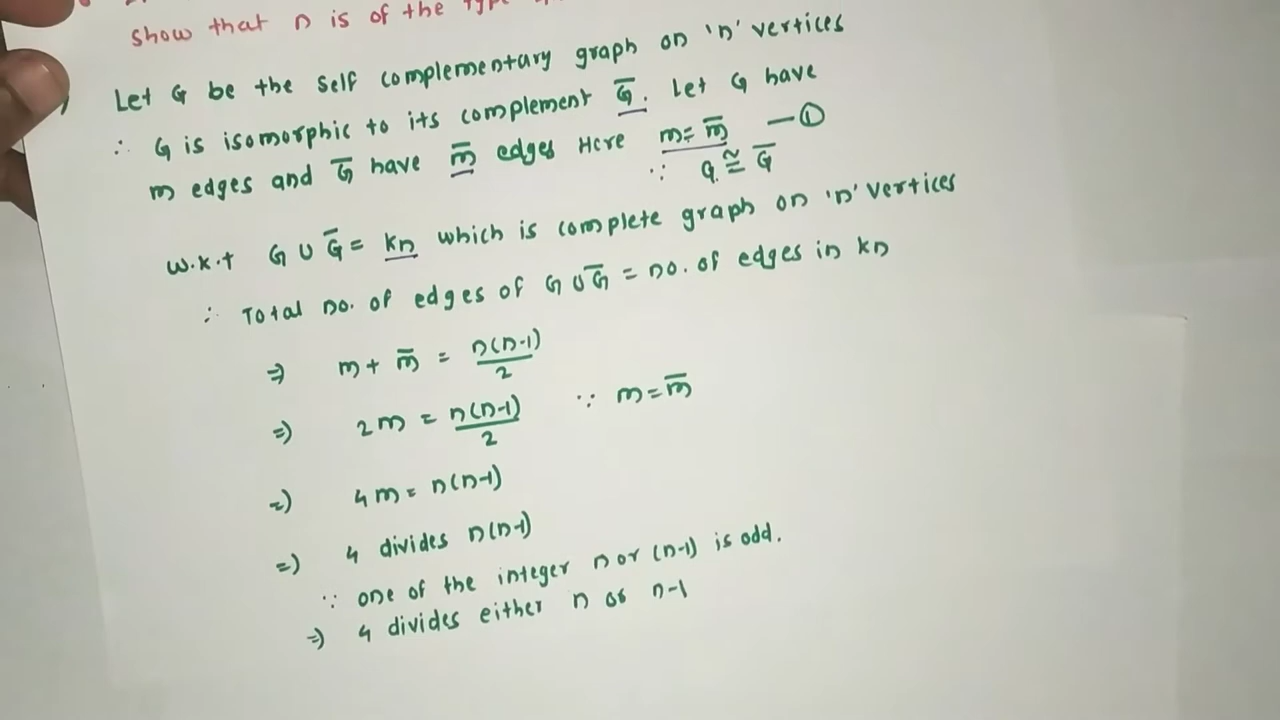 show that n is of the type
Let G be the self complementary graph on 'n' vertices
∴ G is isomorphic to its complement G̅. Let G have
m edges and G̅ have m̅ edges Here m = m̅ —①
∵ G ≅ G̅
W.K.T G ∪ G̅ = Kn which is complete graph on 'n' vertices
∴ Total no. of edges of G ∪ G̅ = no. of edges in Kn
⇒ m + m̅ = n(n-1)/2
⇒ 2m = n(n-1)/2 ∵ m = m̅
⇒ 4m = n(n-1)
⇒ 4 divides n(n-1)
∵ one of the integer n or (n-1) is odd.
⇒ 4 divides either n or n-1